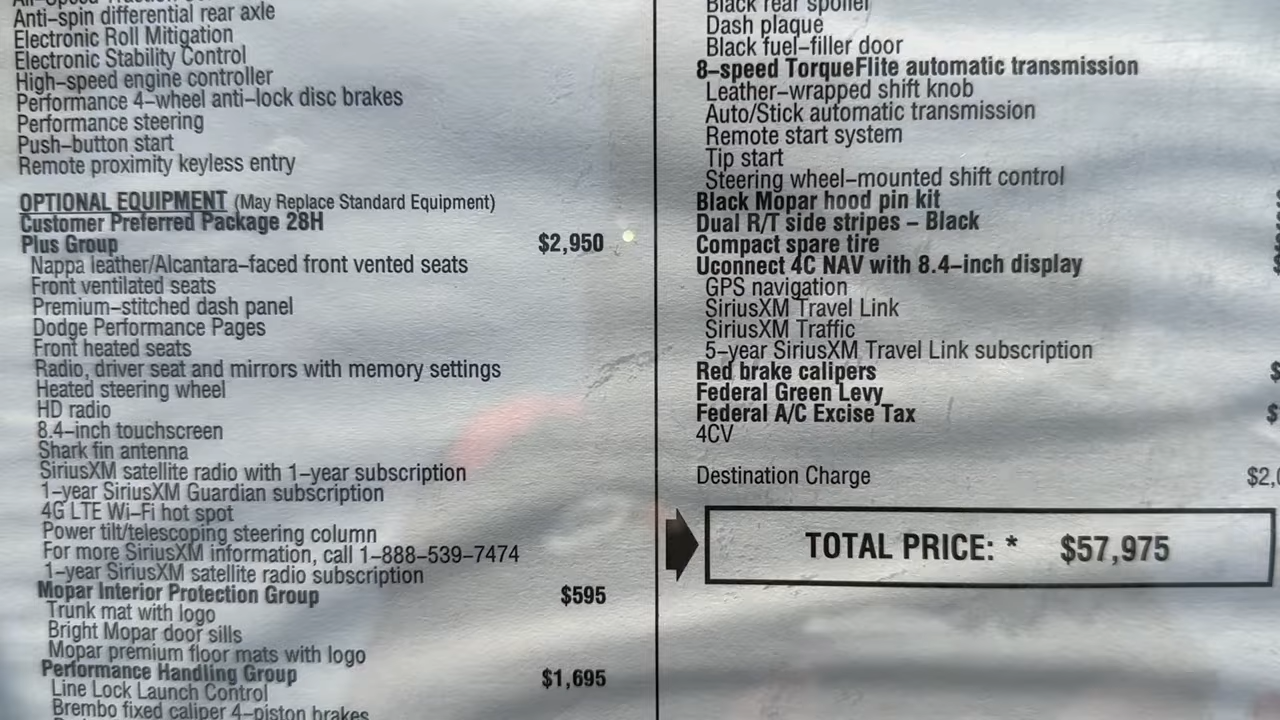 Anti-spin differential rear axle
Electronic Roll Mitigation
Electronic Stability Control
High-speed engine controller
Performance 4-wheel anti-lock disc brakes
Performance steering
Push-button start
Remote proximity keyless entry
OPTIONAL EQUIPMENT (May Replace Standard Equipment)
Customer Preferred Package 28H
Plus Group $2,950
Nappa leather/Alcantara-faced front vented seats
Front ventilated seats
Premium-stitched dash panel
Dodge Performance Pages
Front heated seats
Radio, driver seat and mirrors with memory settings
Heated steering wheel
HD radio
8.4-inch touchscreen
Shark fin antenna
SiriusXM satellite radio with 1-year subscription
1-year SiriusXM Guardian subscription
4G LTE Wi-Fi hot spot
Power tilt/telescoping steering column
For more SiriusXM information, call 1-888-539-7474
1-year SiriusXM satellite radio subscription
Mopar Interior Protection Group $595
Trunk mat with logo
Bright Mopar door sills
Mopar premium floor mats with logo
Performance Handling Group $1,695
Line Lock Launch Control
Brembo fixed caliper 4-piston brakes
Black rear spoiler
Dash plaque
Black fuel-filler door
8-speed TorqueFlite automatic transmission
Leather-wrapped shift knob
Auto/Stick automatic transmission
Remote start system
Tip start
Steering wheel-mounted shift control
Black Mopar hood pin kit
Dual R/T side stripes - Black
Compact spare tire
Uconnect 4C NAV with 8.4-inch display
GPS navigation
SiriusXM Travel Link
SiriusXM Traffic
5-year SiriusXM Travel Link subscription
Red brake calipers $
Federal Green Levy
Federal A/C Excise Tax $
4CV
Destination Charge $2,
TOTAL PRICE: * $57,975